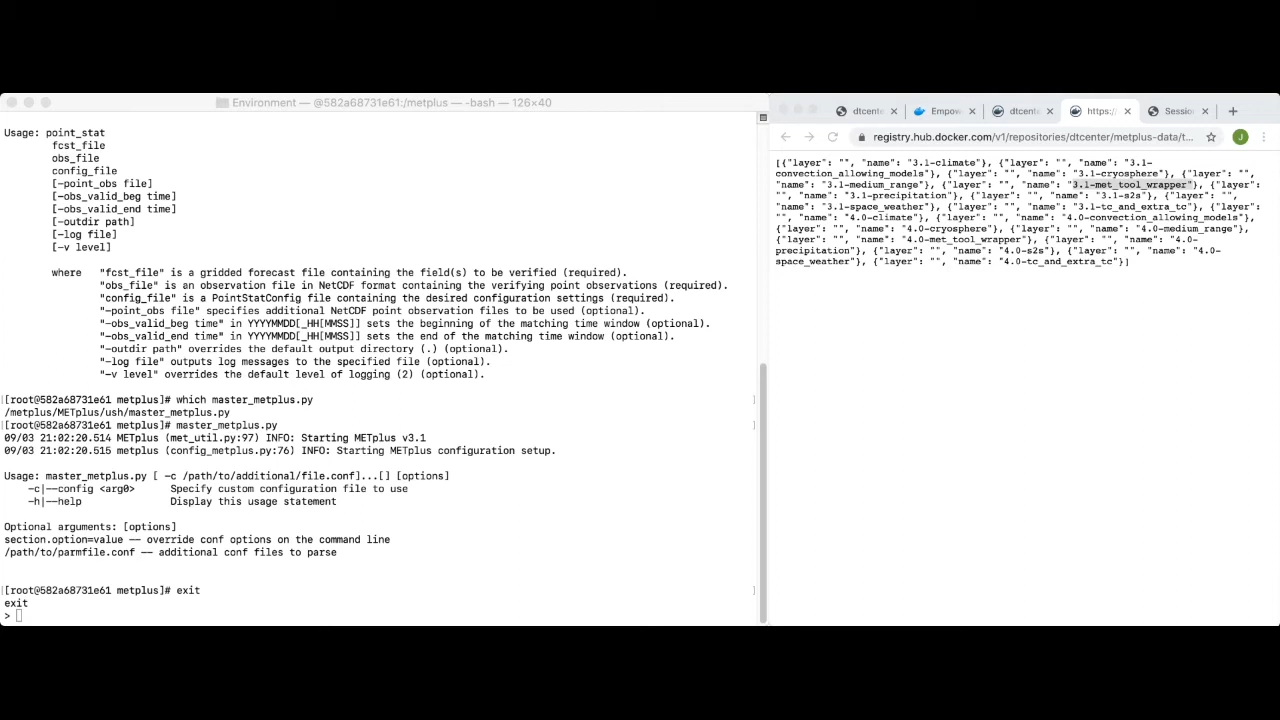 Environment — @582a68731e61:/metplus — -bash — 126×40
Usage: point_stat
fcst_file
obs_file
config_file
[-point_obs file]
[-obs_valid_beg time]
[-obs_valid_end time]
[-outdir path]
[-log file]
[-v level]
where "fcst_file" is a gridded forecast file containing the field(s) to be verified (required).
"obs_file" is an observation file in NetCDF format containing the verifying point observations (required).
"config_file" is a PointStatConfig file containing the desired configuration settings (required).
"-point_obs file" specifies additional NetCDF point observation files to be used (optional).
"-obs_valid_beg time" in YYYYMMDD[_HH[MMSS]] sets the beginning of the matching time window (optional).
"-obs_valid_end time" in YYYYMMDD[_HH[MMSS]] sets the end of the matching time window (optional).
"-outdir path" overrides the default output directory (.) (optional).
"-log file" outputs log messages to the specified file (optional).
"-v level" overrides the default level of logging (2) (optional).
[root@582a68731e61 metplus]# which master_metplus.py
/metplus/METplus/ush/master_metplus.py
[root@582a68731e61 metplus]# master_metplus.py
09/03 21:02:20.514 METplus (met_util.py:97) INFO: Starting METplus v3.1
09/03 21:02:20.515 metplus (config_metplus.py:76) INFO: Starting METplus configuration setup.
Usage: master_metplus.py [ -c /path/to/additional/file.conf]...[] [options]
-c|--config <arg0> Specify custom configuration file to use
-h|--help Display this usage statement
Optional arguments: [options]
section.option=value -- override conf options on the command line
/path/to/parmfile.conf -- additional conf files to parse
[root@582a68731e61 metplus]# exit
exit
>
dtcente Empow dtcent https:/ Sessio
registry.hub.docker.com/v1/repositories/dtcenter/metplus-data/t... J
[{"layer": "", "name": "3.1-climate"}, {"layer": "", "name": "3.1-
convection_allowing_models"}, {"layer": "", "name": "3.1-cryosphere"}, {"layer": "",
"name": "3.1-medium_range"}, {"layer": "", "name": "3.1-met_tool_wrapper"}, {"layer":
"", "name": "3.1-precipitation"}, {"layer": "", "name": "3.1-s2s"}, {"layer": "",
"name": "3.1-space_weather"}, {"layer": "", "name": "3.1-tc_and_extra_tc"}, {"layer":
"", "name": "4.0-climate"}, {"layer": "", "name": "4.0-convection_allowing_models"},
{"layer": "", "name": "4.0-cryosphere"}, {"layer": "", "name": "4.0-medium_range"},
{"layer": "", "name": "4.0-met_tool_wrapper"}, {"layer": "", "name": "4.0-
precipitation"}, {"layer": "", "name": "4.0-s2s"}, {"layer": "", "name": "4.0-
space_weather"}, {"layer": "", "name": "4.0-tc_and_extra_tc"}]